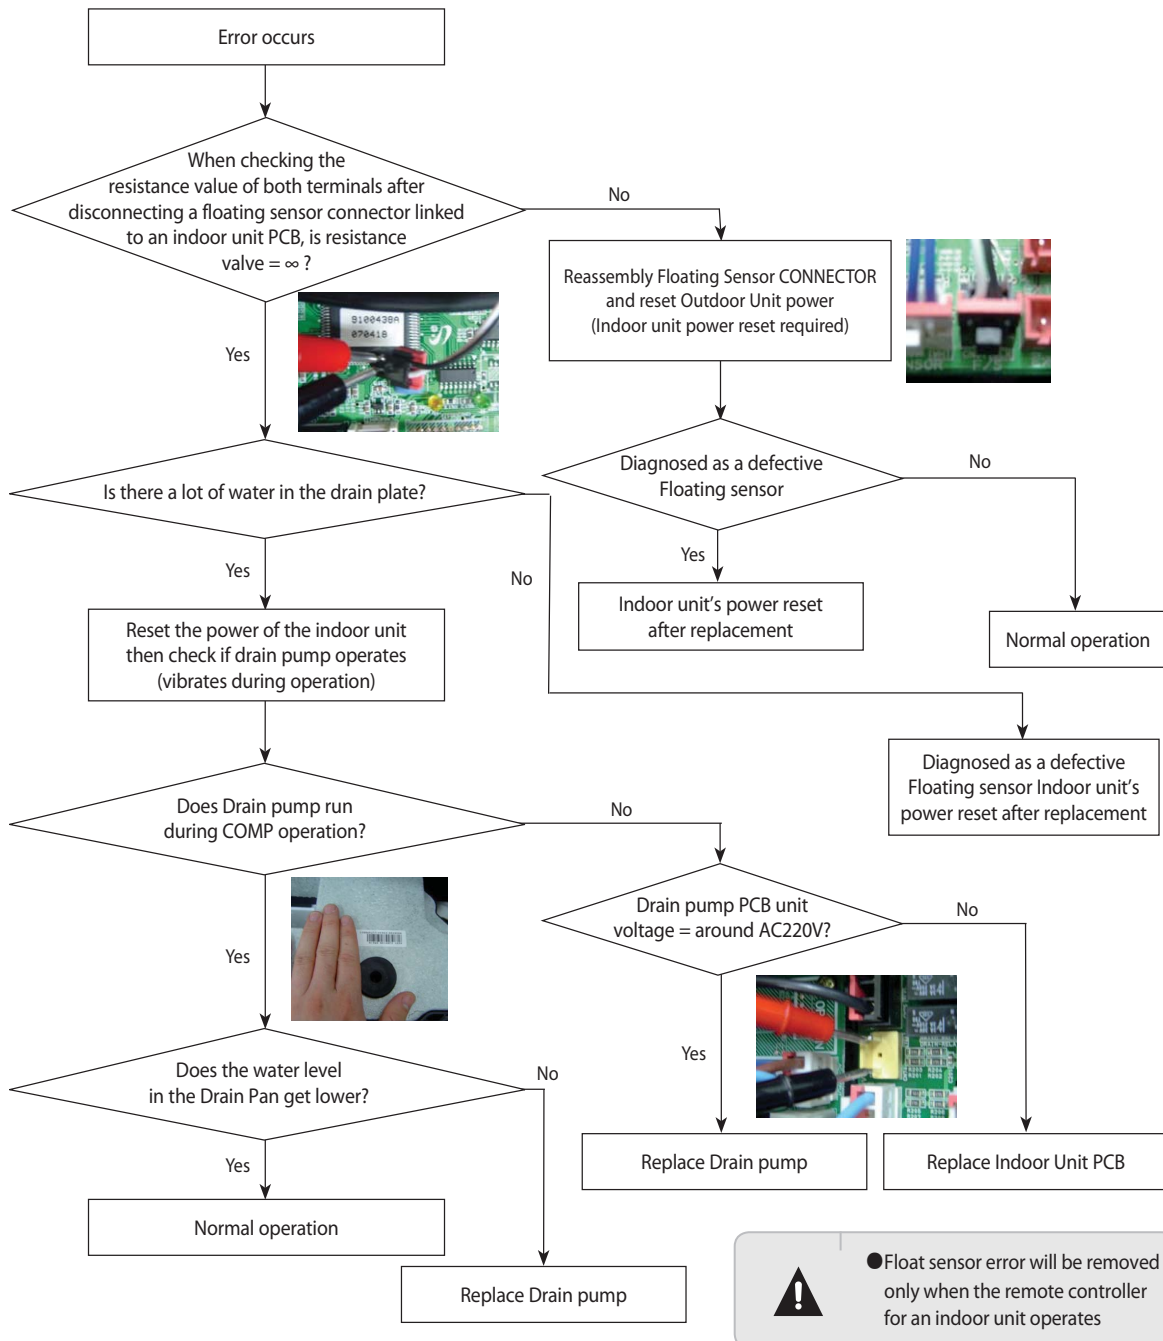 Error occurs
When checking the
resistance value of both terminals after
disconnecting a floating sensor connector linked
to an indoor unit PCB, is resistance
valve = ∞ ?
No
Reassembly Floating Sensor CONNECTOR
and reset Outdoor Unit power
(Indoor unit power reset required)
9100438A
070418
Yes
Is there a lot of water in the drain plate?
Diagnosed as a defective
Floating sensor
No
Yes
Yes
No
Indoor unit's power reset
after replacement
Normal operation
Reset the power of the indoor unit
then check if drain pump operates
(vibrates during operation)
Diagnosed as a defective
Floating sensor Indoor unit's
power reset after replacement
Does Drain pump run
during COMP operation?
No
Drain pump PCB unit
voltage = around AC220V?
No
Yes
Yes
Does the water level
in the Drain Pan get lower?
No
Yes
Replace Drain pump
Replace Indoor Unit PCB
Normal operation
Replace Drain pump
●Float sensor error will be removed
only when the remote controller
for an indoor unit operates